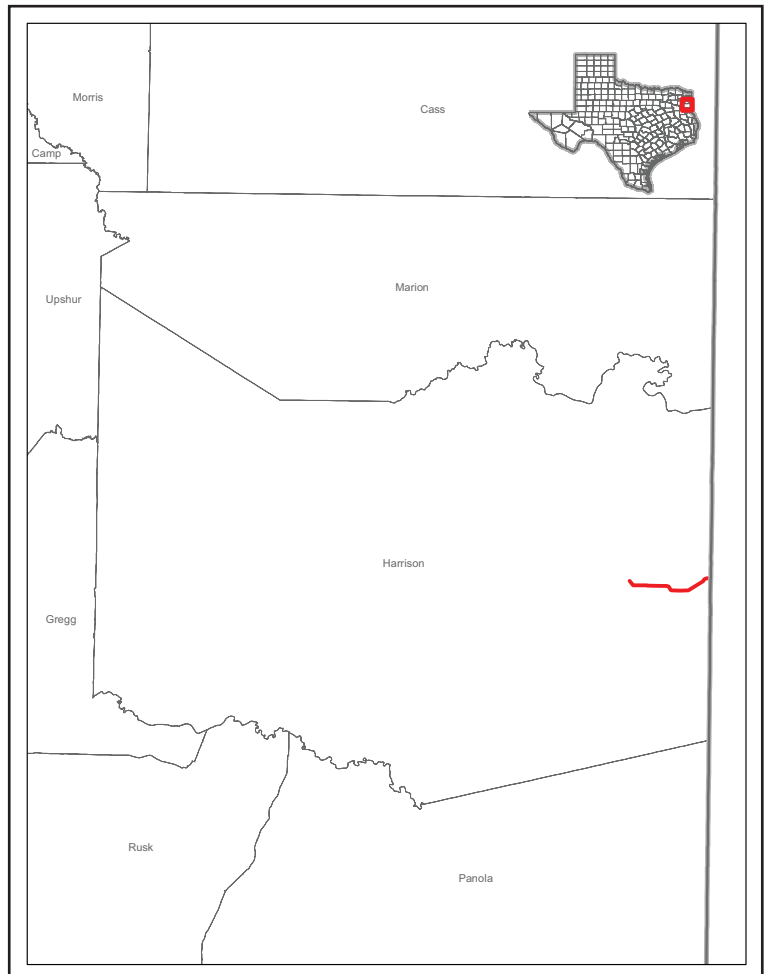 Morris
Cass
Camp
Marion
Upshur
Harrison
Gregg
Rusk
Panola